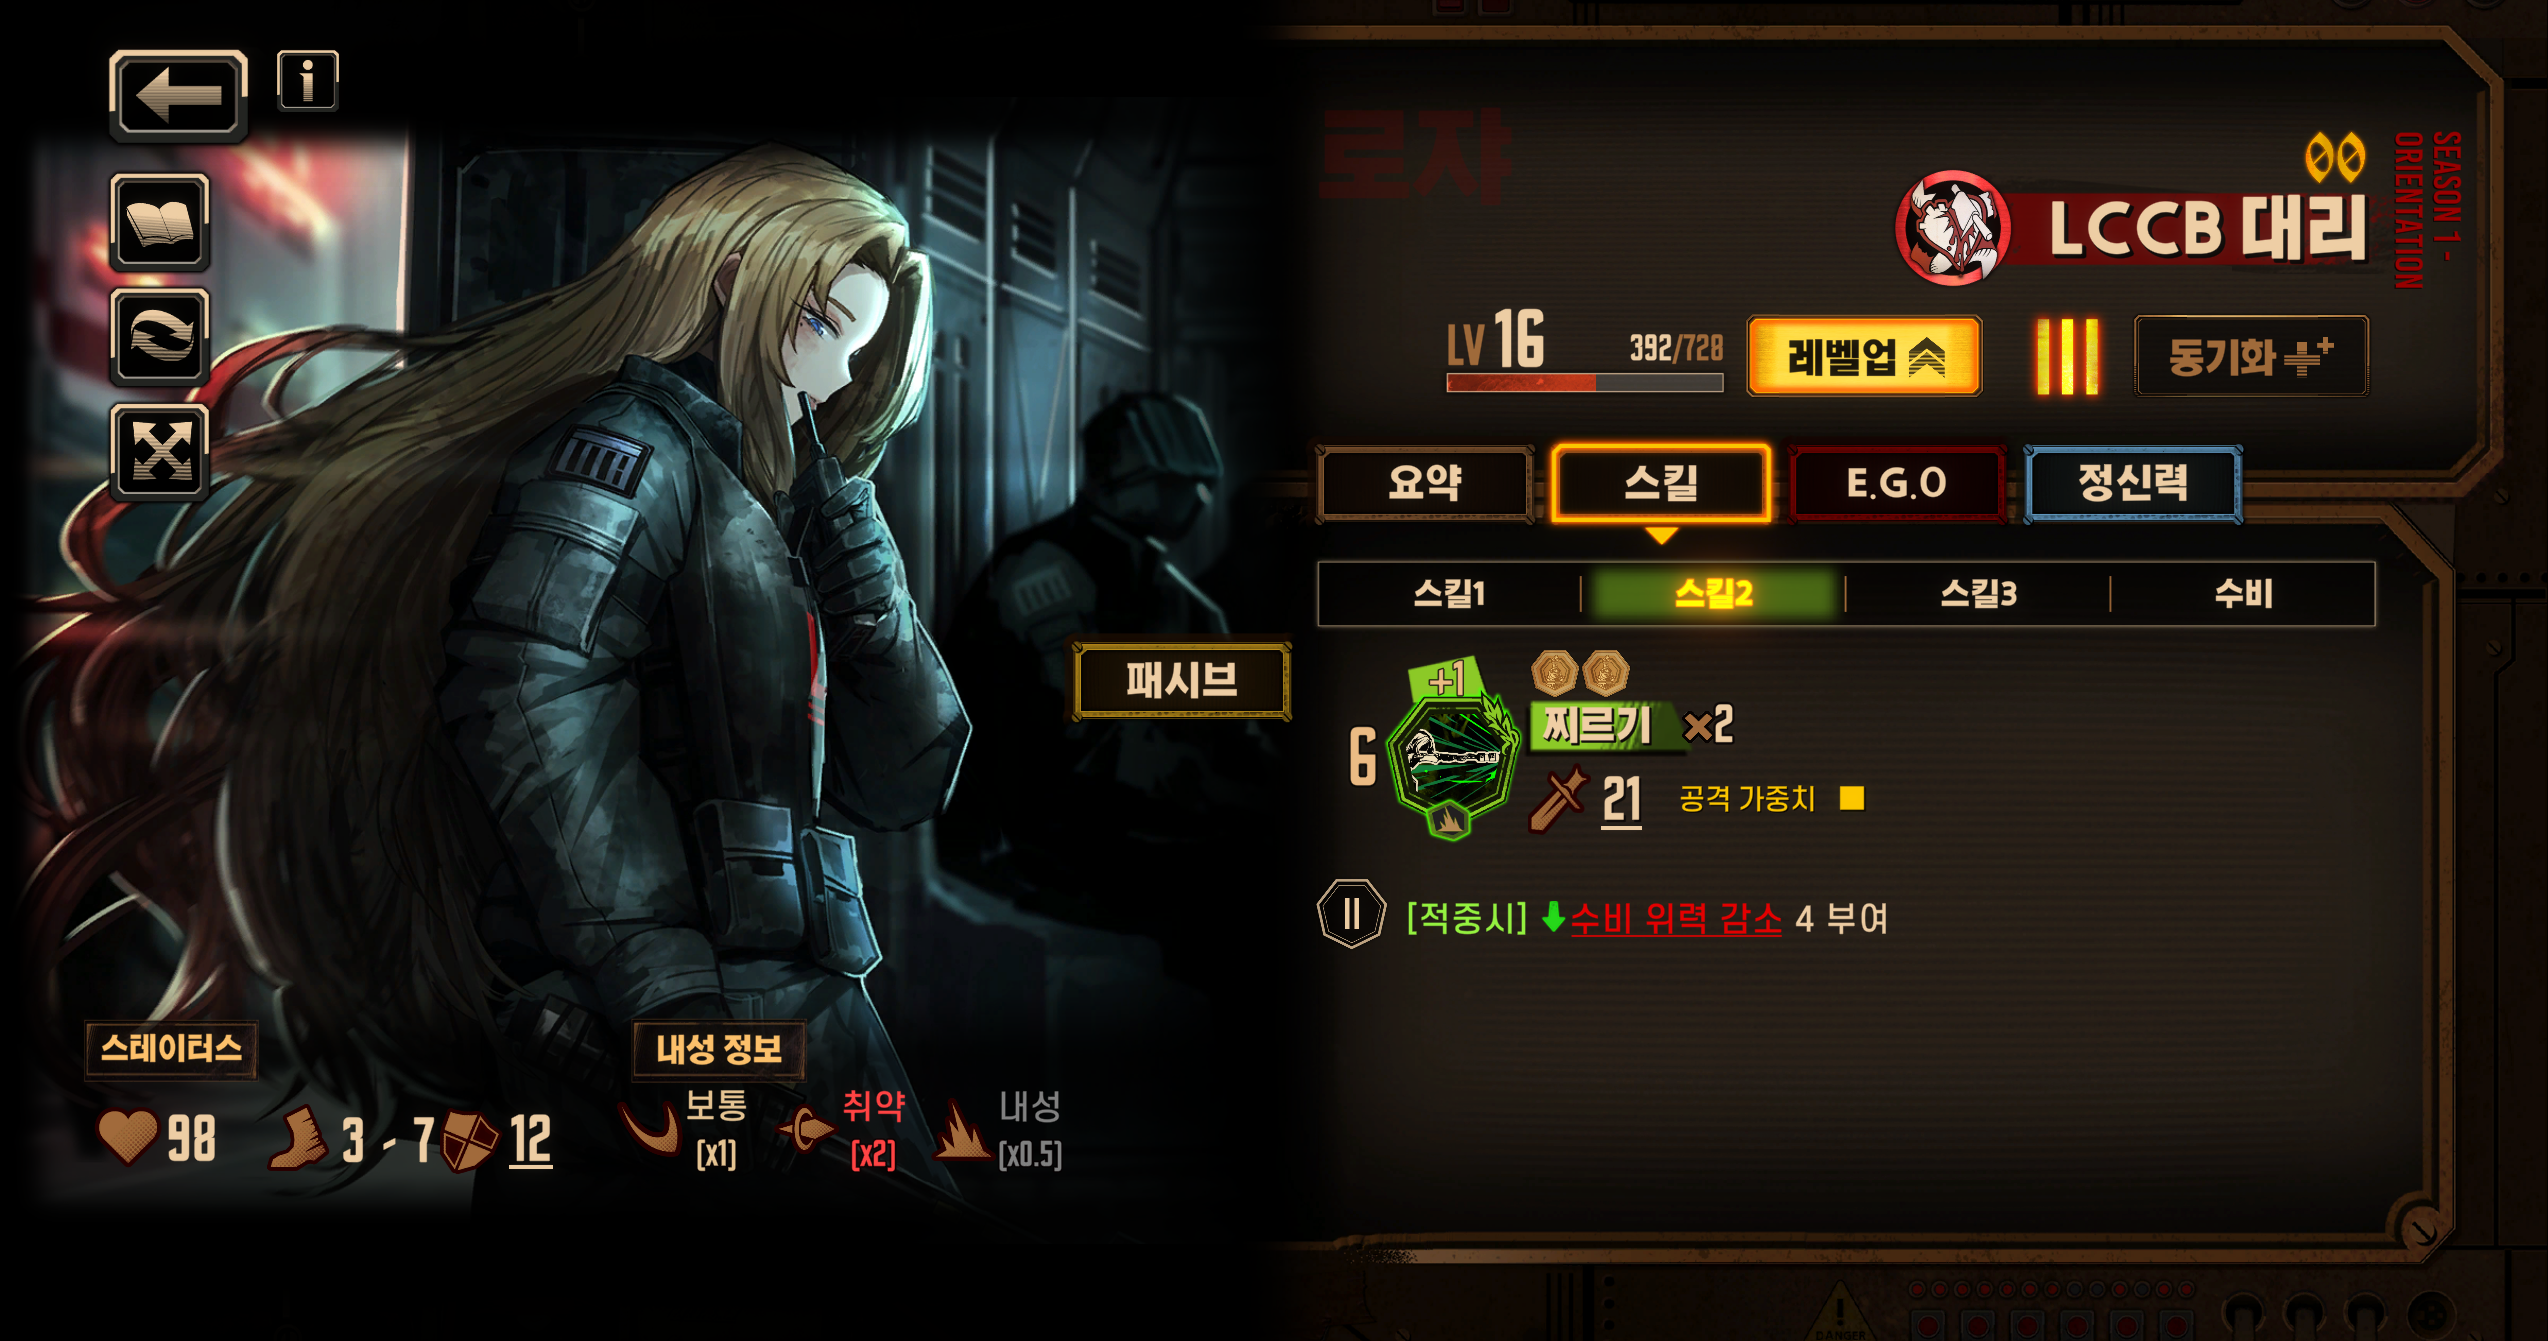 i
로쟈
SEASON 1 -
ORIENTATION
LCCB 대리
LV 16
392/728
레벨업
동기화
요약
스킬
E.G.O
정신력
스킬1
스킬2
스킬3
수비
패시브
+1
6
찌르기 ×2
21
공격 가중치
II
[적중시] 수비 위력 감소 4 부여
스테이터스
98
3 - 7
12
내성 정보
보통
[x1]
취약
[x2]
내성
[x0.5]
DANGER